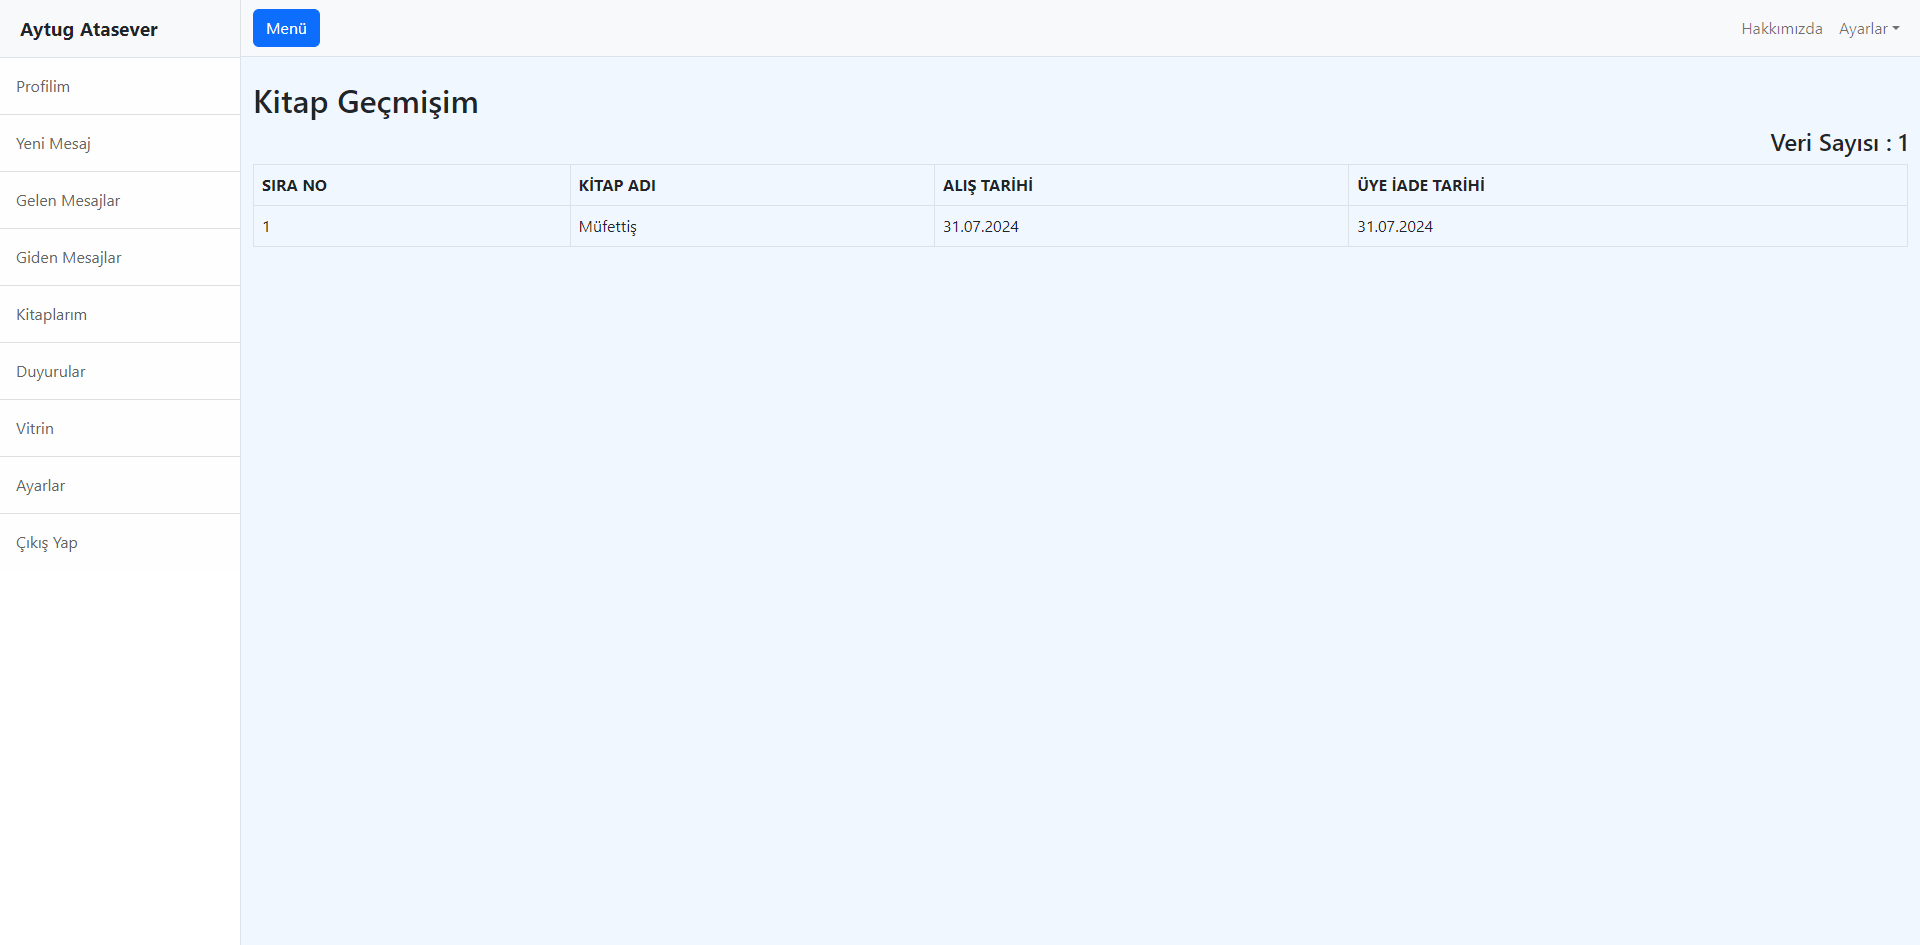 Aytug Atasever
Menü
Hakkımızda
Ayarlar
Profilim
Yeni Mesaj
Gelen Mesajlar
Giden Mesajlar
Kitaplarım
Duyurular
Vitrin
Ayarlar
Çıkış Yap
Kitap Geçmişim
Veri Sayısı : 1
SIRA NO KİTAP ADI ALIŞ TARİHİ ÜYE İADE TARİHİ
1 Müfettiş 31.07.2024 31.07.2024